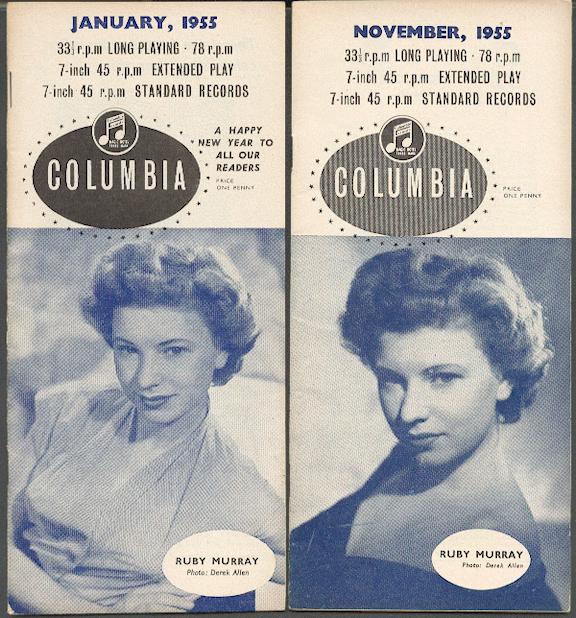 JANUARY, 1955
33⅓ r.p.m LONG PLAYING · 78 r.p.m
7-inch 45 r.p.m EXTENDED PLAY
7-inch 45 r.p.m STANDARD RECORDS
COLUMBIA
A HAPPY
NEW YEAR TO
ALL OUR
READERS
PRICE
ONE PENNY
RUBY MURRAY
Photo: Derek Allen
NOVEMBER, 1955
33⅓ r.p.m LONG PLAYING · 78 r.p.m
7-inch 45 r.p.m EXTENDED PLAY
7-inch 45 r.p.m STANDARD RECORDS
COLUMBIA
PRICE
ONE PENNY
RUBY MURRAY
Photo: Derek Allen